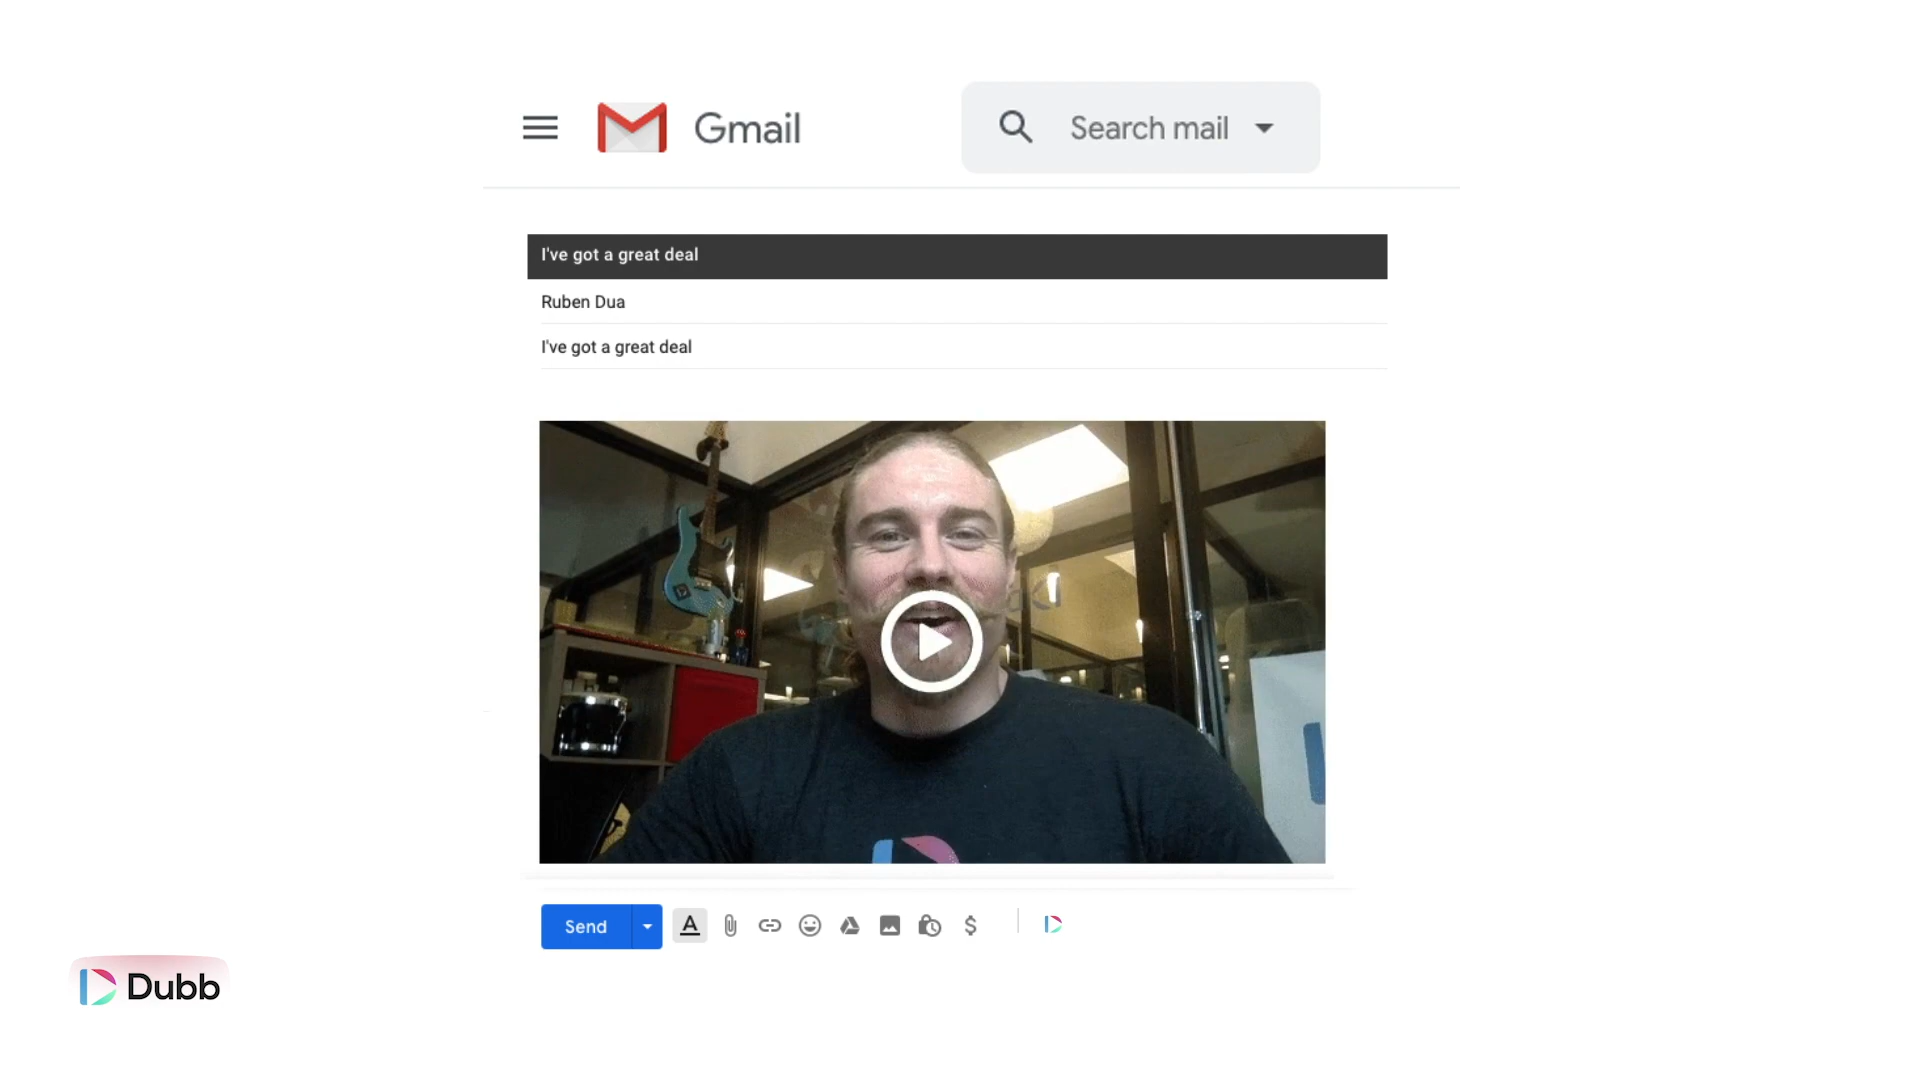 Gmail
Search mail
I've got a great deal
Ruben Dua
I've got a great deal
Send
Dubb